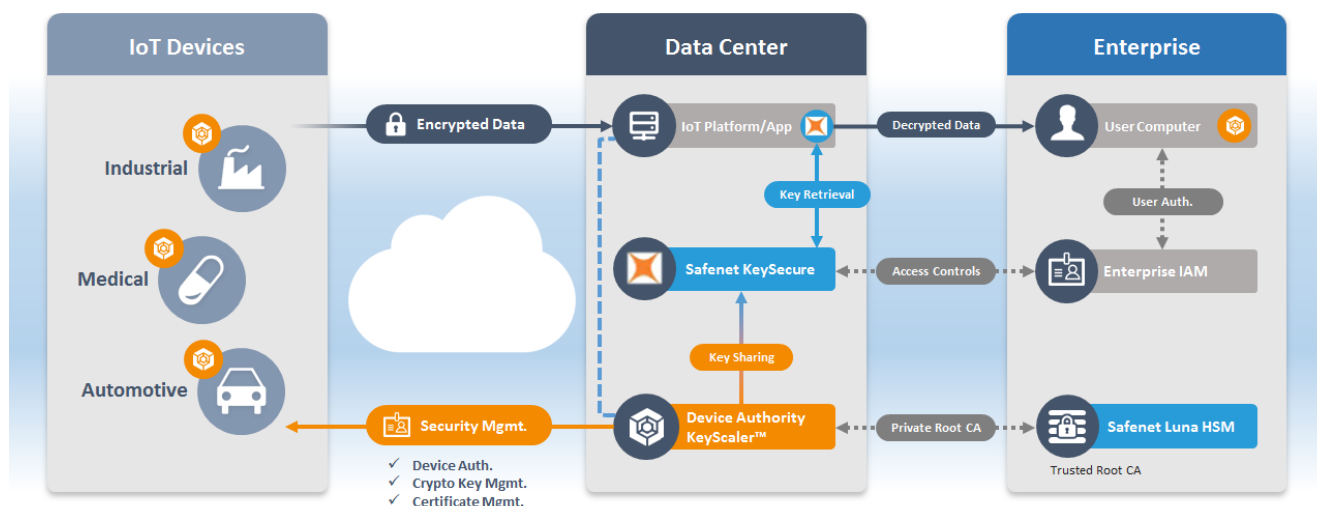 IoT Devices
Data Center
Enterprise
Industrial
Medical
Automotive
Encrypted Data
Security Mgmt.
✓ Device Auth.
✓ Crypto Key Mgmt.
✓ Certificate Mgmt.
IoT Platform/App
Decrypted Data
User Computer
Key Retrieval
User Auth.
Safenet KeySecure
Access Controls
Enterprise IAM
Key Sharing
Device Authority
KeyScaler™
Private Root CA
Safenet Luna HSM
Trusted Root CA